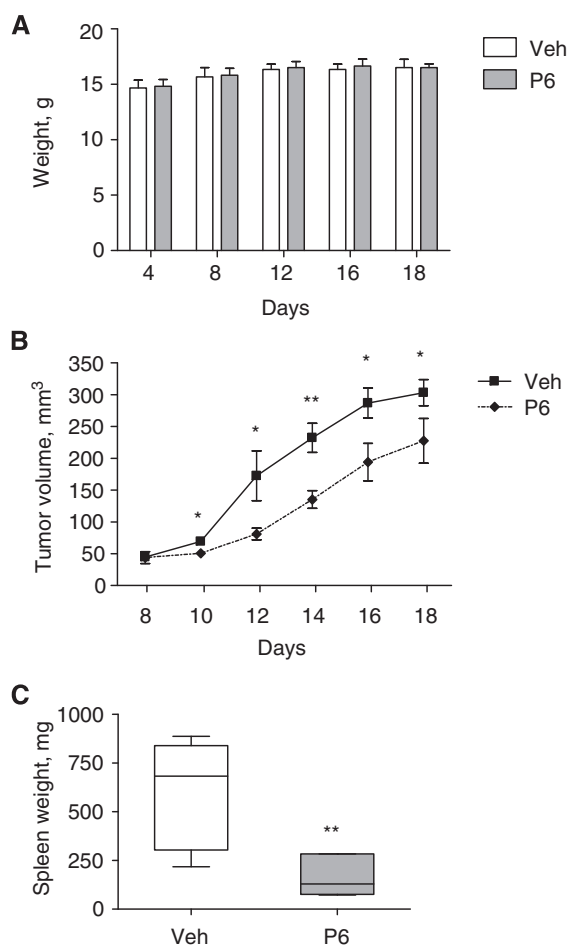 A
Weight, g
20
15
10
5
0
4 8 12 16 18
Days
Veh
P6
B
Tumor volume, mm³
350
300
250
200
150
100
50
0
* * ** * *
8 10 12 14 16 18
Days
Veh
P6
C
Spleen weight, mg
1000
750
500
250
0
**
Veh P6